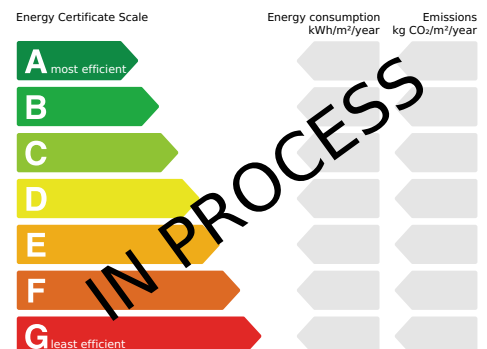 Energy Certificate Scale
Energy consumption
kWh/m²/year
Emissions
kg CO₂/m²/year
A most efficient
B
C
D
E
F
G least efficient
IN PROCESS